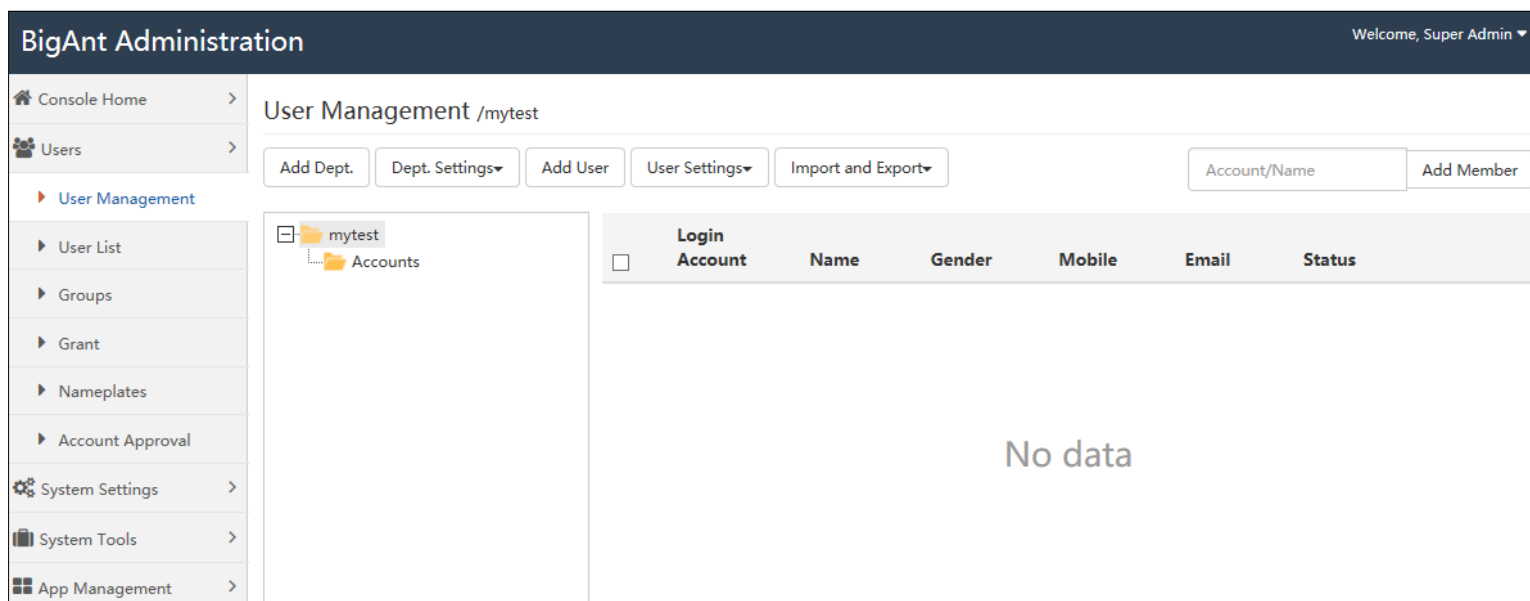 BigAnt Administration
Welcome, Super Admin
Console Home
Users
User Management
User List
Groups
Grant
Nameplates
Account Approval
System Settings
System Tools
App Management
User Management /mytest
Add Dept.
Dept. Settings
Add User
User Settings
Import and Export
Account/Name
Add Member
mytest
Accounts
Login
Account
Name
Gender
Mobile
Email
Status
No data